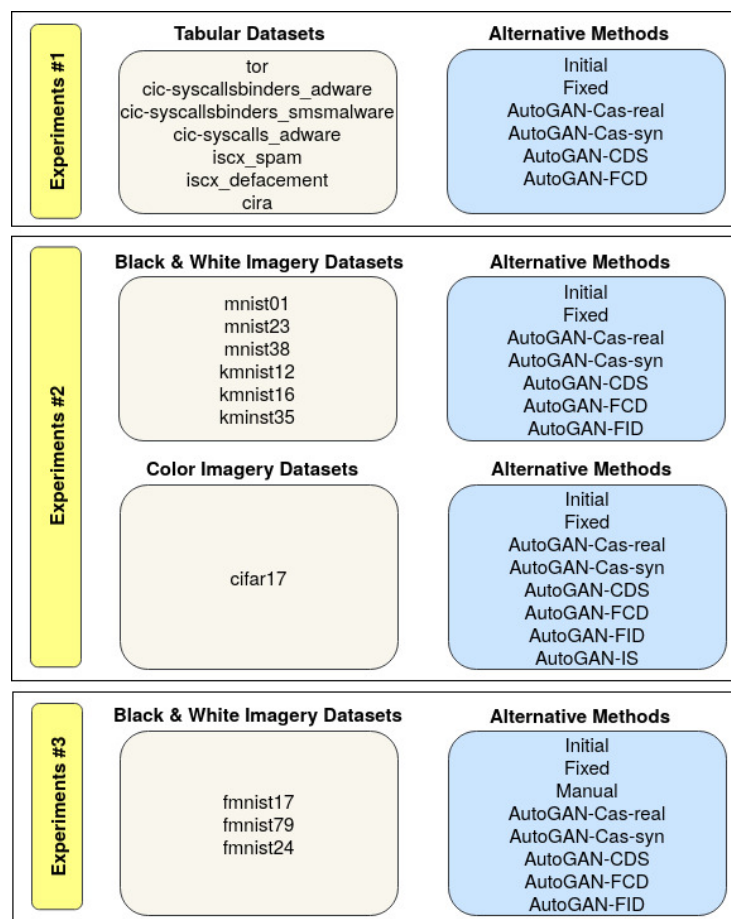 Experiments #1
Tabular Datasets
tor
cic-syscallsbinders_adware
cic-syscallsbinders_smsmalware
cic-syscalls_adware
iscx_spam
iscx_defacement
cira
Alternative Methods
Initial
Fixed
AutoGAN-Cas-real
AutoGAN-Cas-syn
AutoGAN-CDS
AutoGAN-FCD
Experiments #2
Black & White Imagery Datasets
mnist01
mnist23
mnist38
kmnist12
kmnist16
kminst35
Alternative Methods
Initial
Fixed
AutoGAN-Cas-real
AutoGAN-Cas-syn
AutoGAN-CDS
AutoGAN-FCD
AutoGAN-FID
Color Imagery Datasets
cifar17
Alternative Methods
Initial
Fixed
AutoGAN-Cas-real
AutoGAN-Cas-syn
AutoGAN-CDS
AutoGAN-FCD
AutoGAN-FID
AutoGAN-IS
Experiments #3
Black & White Imagery Datasets
fmnist17
fmnist79
fmnist24
Alternative Methods
Initial
Fixed
Manual
AutoGAN-Cas-real
AutoGAN-Cas-syn
AutoGAN-CDS
AutoGAN-FCD
AutoGAN-FID